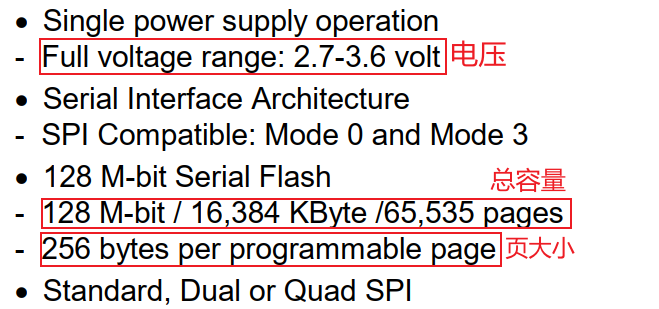 ● Single power supply operation
- Full voltage range: 2.7-3.6 volt 电压
● Serial Interface Architecture
- SPI Compatible: Mode 0 and Mode 3
● 128 M-bit Serial Flash 总容量
- 128 M-bit / 16,384 KByte /65,535 pages
- 256 bytes per programmable page 页大小
● Standard, Dual or Quad SPI